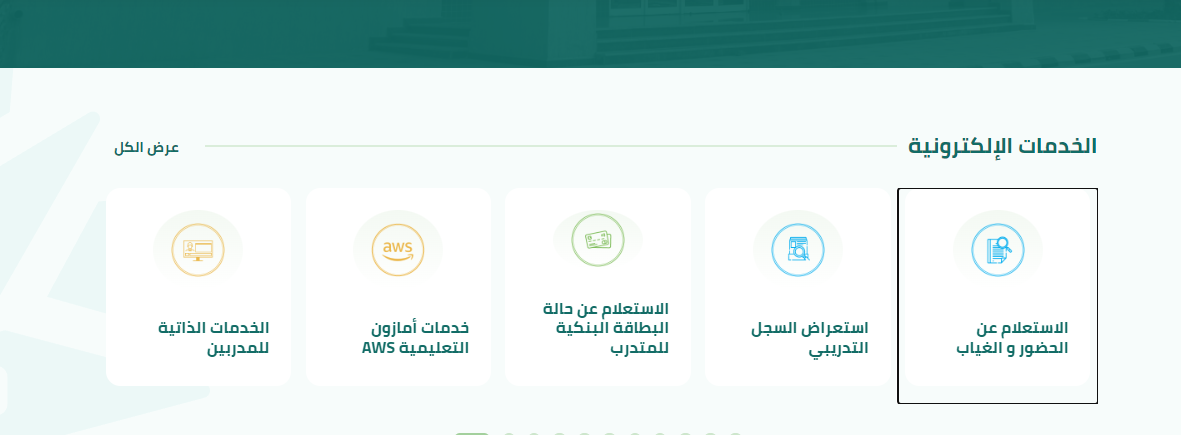 الخدمات الإلكترونية
عرض الكل
الاستعلام عن
الحضور و الغياب
استعراض السجل
التدريبي
الاستعلام عن حالة
البطاقة البنكية
للمتدرب
aws
خدمات أمازون
التعليمية AWS
الخدمات الذاتية
للمدربين